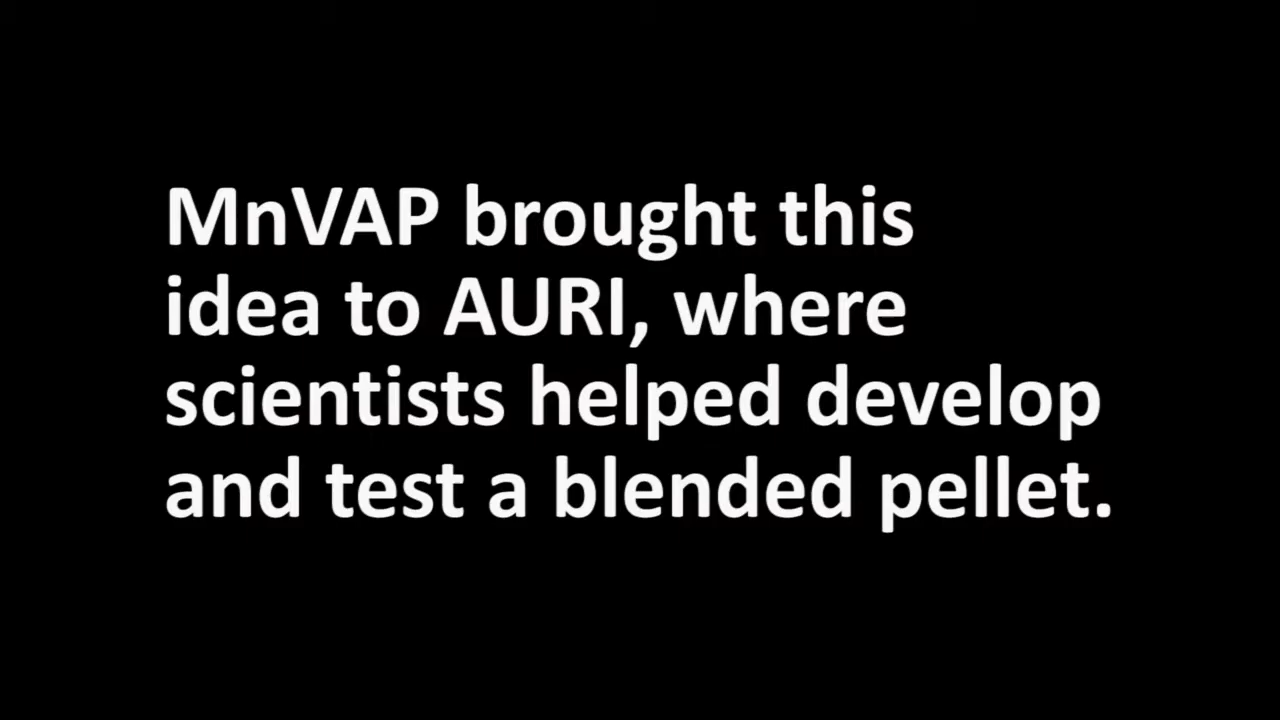 MnVAP brought this
idea to AURI, where
scientists helped develop
and test a blended pellet.